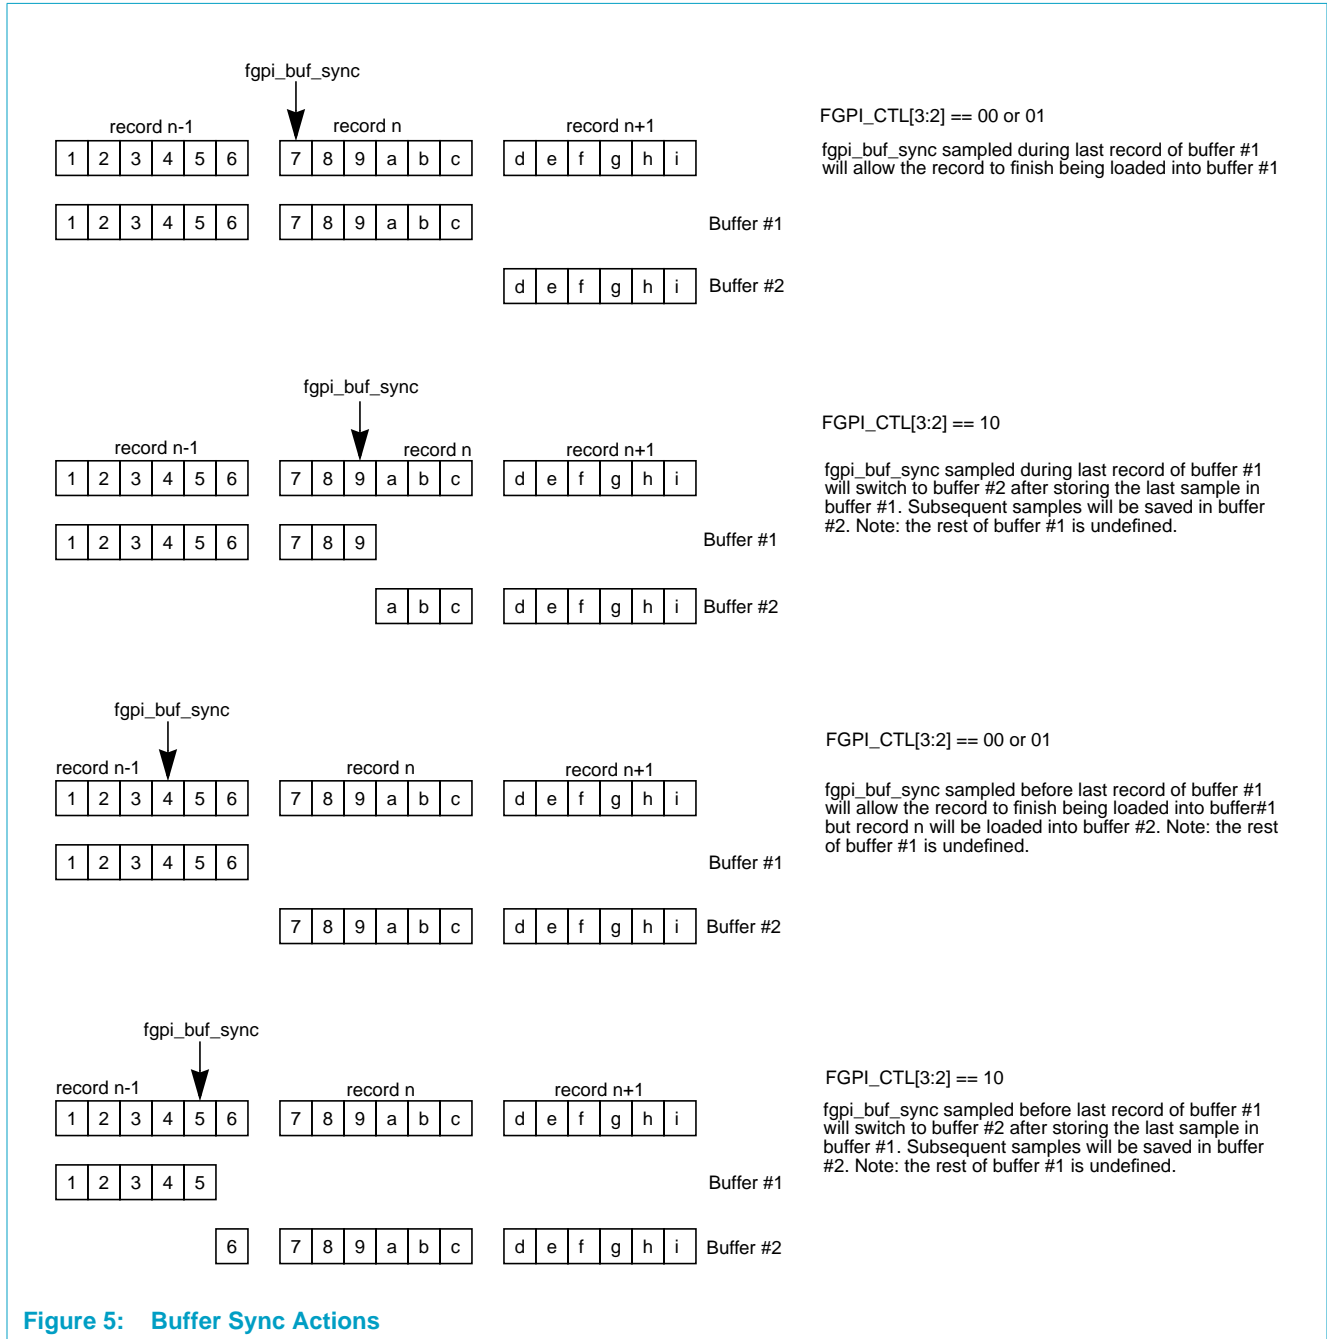 fgpi_buf_sync
record n-1 record n record n+1
1 2 3 4 5 6 7 8 9 a b c d e f g h i
1 2 3 4 5 6 7 8 9 a b c Buffer #1
d e f g h i Buffer #2
FGPI_CTL[3:2] == 00 or 01
fgpi_buf_sync sampled during last record of buffer #1
will allow the record to finish being loaded into buffer #1
fgpi_buf_sync
record n-1 record n record n+1
1 2 3 4 5 6 7 8 9 a b c d e f g h i
1 2 3 4 5 6 7 8 9 Buffer #1
a b c d e f g h i Buffer #2
FGPI_CTL[3:2] == 10
fgpi_buf_sync sampled during last record of buffer #1
will switch to buffer #2 after storing the last sample in
buffer #1. Subsequent samples will be saved in buffer
#2. Note: the rest of buffer #1 is undefined.
fgpi_buf_sync
record n-1 record n record n+1
1 2 3 4 5 6 7 8 9 a b c d e f g h i
1 2 3 4 5 6 Buffer #1
7 8 9 a b c d e f g h i Buffer #2
FGPI_CTL[3:2] == 00 or 01
fgpi_buf_sync sampled before last record of buffer #1
will allow the record to finish being loaded into buffer#1
but record n will be loaded into buffer #2. Note: the rest
of buffer #1 is undefined.
fgpi_buf_sync
record n-1 record n record n+1
1 2 3 4 5 6 7 8 9 a b c d e f g h i
1 2 3 4 5 Buffer #1
6 7 8 9 a b c d e f g h i Buffer #2
FGPI_CTL[3:2] == 10
fgpi_buf_sync sampled before last record of buffer #1
will switch to buffer #2 after storing the last sample in
buffer #1. Subsequent samples will be saved in buffer
#2. Note: the rest of buffer #1 is undefined.
Figure 5: Buffer Sync Actions